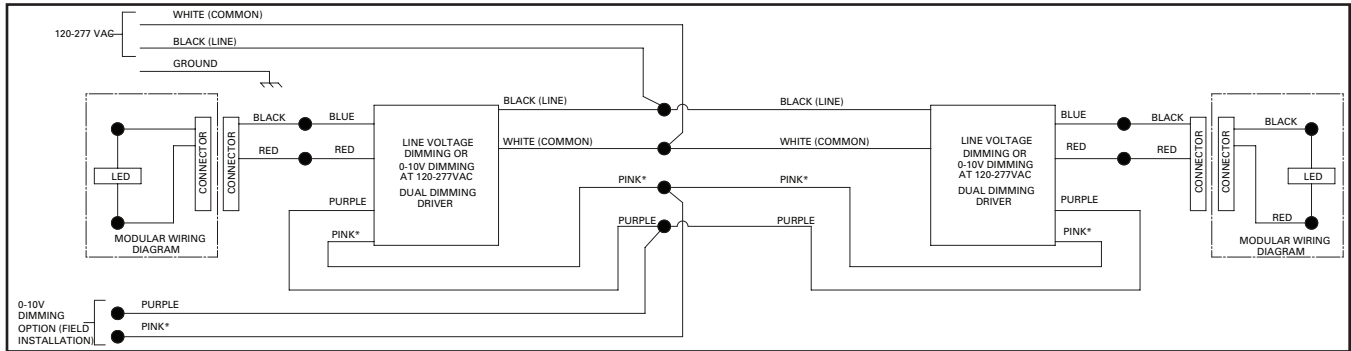 WHITE (COMMON)
120-277 VAC
BLACK (LINE)
GROUND
BLACK (LINE)
BLACK (LINE)
WHITE (COMMON)
WHITE (COMMON)
LED
MODULAR WIRING
DIAGRAM
CONNECTOR
CONNECTOR
BLACK
BLUE
RED
RED
LINE VOLTAGE
DIMMING OR
0-10V DIMMING
AT 120-277VAC
DUAL DIMMING
DRIVER
PURPLE
PINK*
PINK*
PINK*
PURPLE
PURPLE
LINE VOLTAGE
DIMMING OR
0-10V DIMMING
AT 120-277VAC
DUAL DIMMING
DRIVER
BLUE
BLACK
RED
RED
PURPLE
PINK*
CONNECTOR
CONNECTOR
BLACK
LED
RED
MODULAR WIRING
DIAGRAM
0-10V
DIMMING
OPTION (FIELD
INSTALLATION)
PURPLE
PINK*